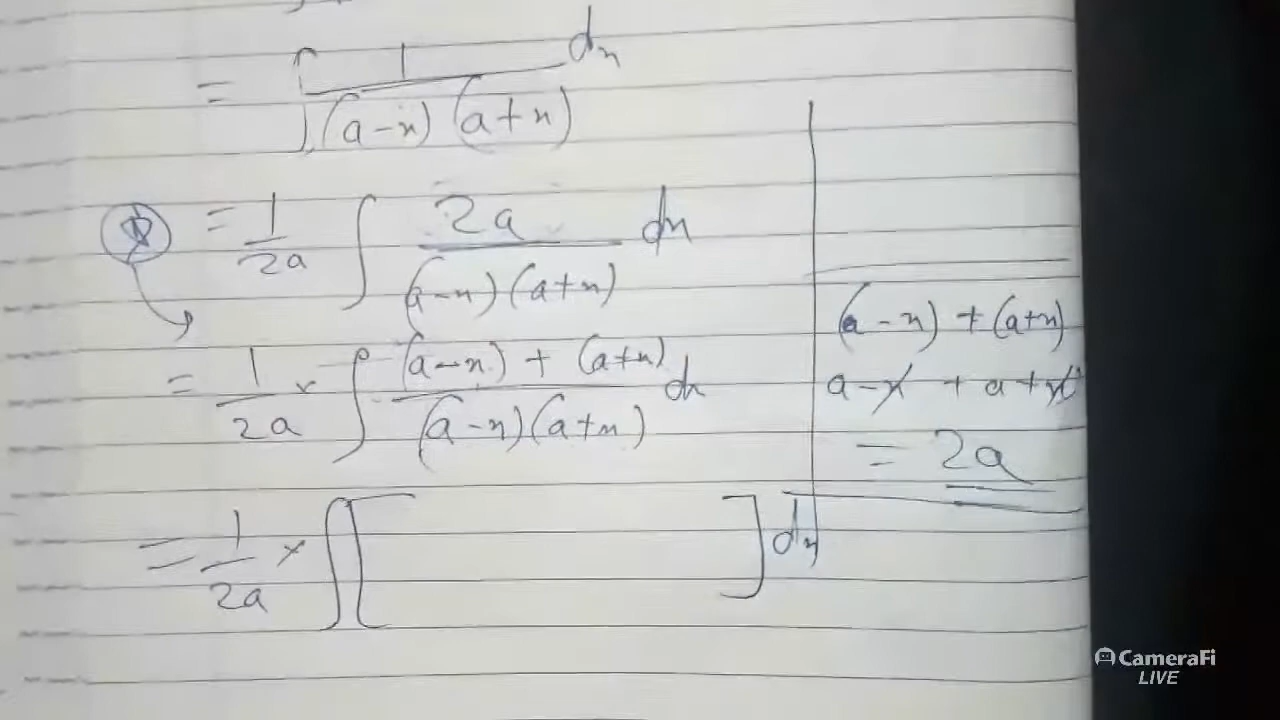 = ∫ 1/((a-x)(a+x)) dx
= 1/2a ∫ 2a/((a-x)(a+x)) dx
= 1/2a × ∫ ((a-x) + (a+x))/((a-x)(a+x)) dx
= 1/2a × ∫ [ ] dx
(a-x) + (a+x)
a-x + a+x
= 2a
CameraFi
LIVE